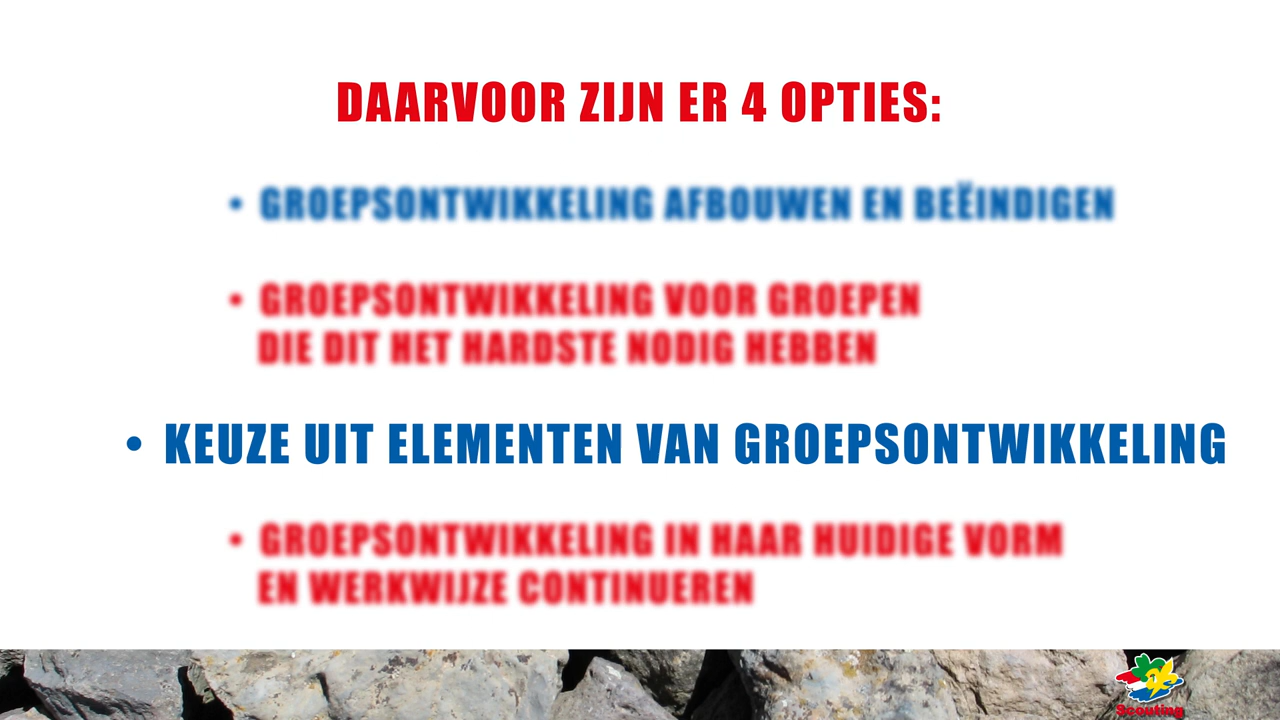 DAARVOOR ZIJN ER 4 OPTIES:
• GROEPSONTWIKKELING AFBOUWEN EN BEËINDIGEN
• GROEPSONTWIKKELING VOOR GROEPEN
DIE DIT HET HARDSTE NODIG HEBBEN
• KEUZE UIT ELEMENTEN VAN GROEPSONTWIKKELING
• GROEPSONTWIKKELING IN HAAR HUIDIGE VORM
EN WERKWIJZE CONTINUEREN
Scouting